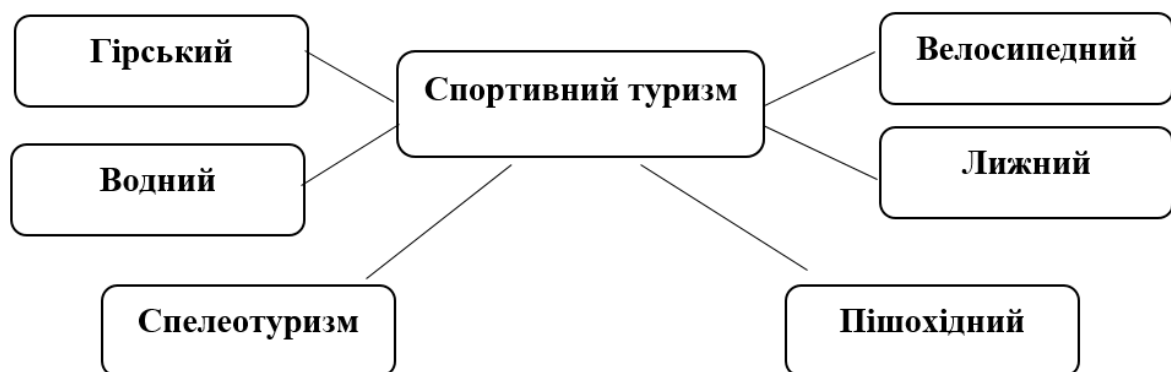 Гірський
Спортивний туризм
Велосипедний
Водний
Лижний
Спелеотуризм
Пішохідний